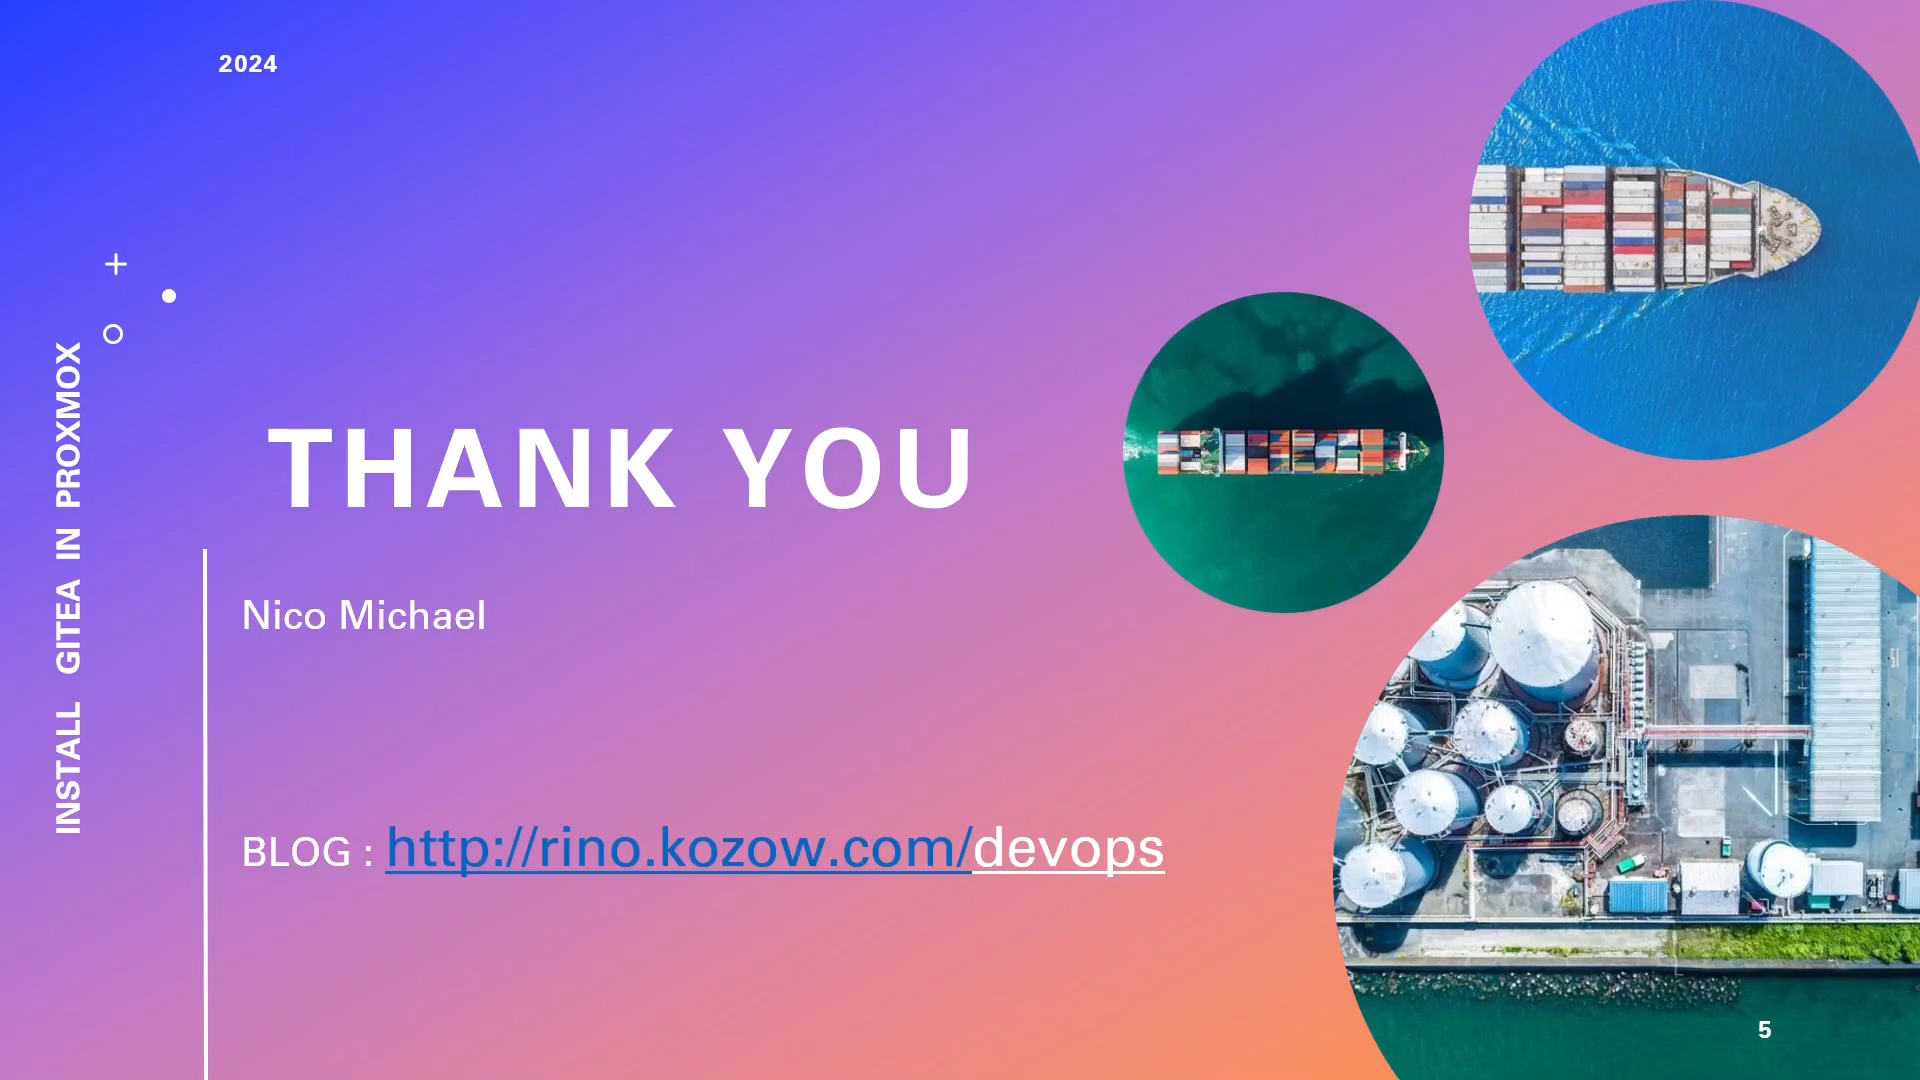 2024
INSTALL GITEA IN PROXMOX
THANK YOU
Nico Michael
BLOG : http://rino.kozow.com/devops
5